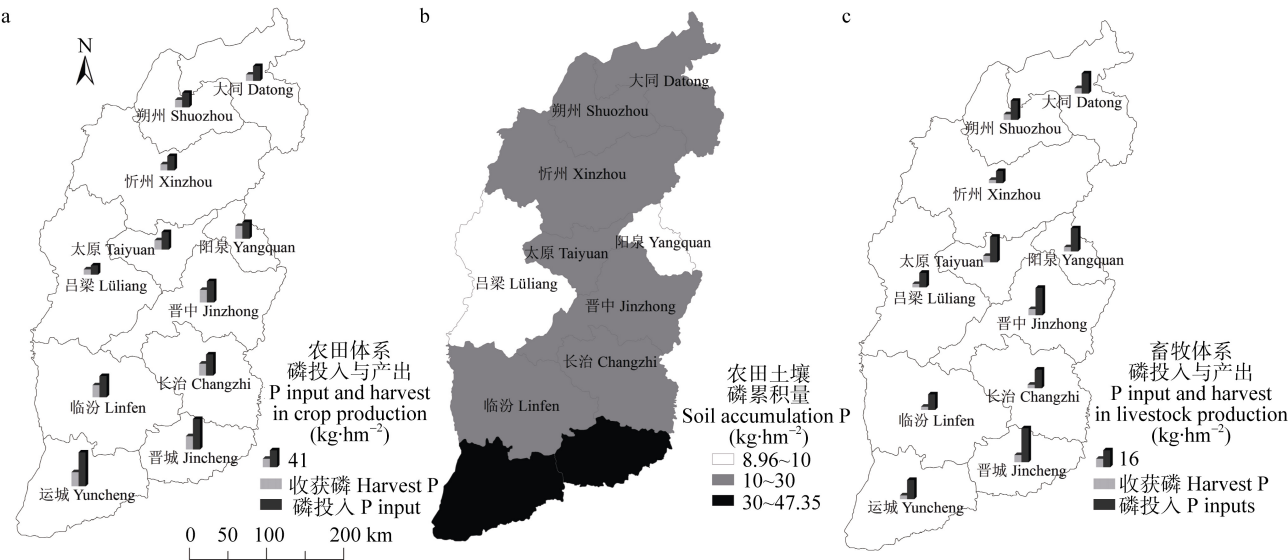 a
N
大同 Datong
朔州 Shuozhou
忻州 Xinzhou
太原 Taiyuan
阳泉 Yangquan
吕梁 Lüliang
晋中 Jinzhong
长治 Changzhi
临汾 Linfen
晋城 Jincheng
运城 Yuncheng
农田体系
磷投入与产出
P input and harvest
in crop production
(kg·hm⁻²)
41
收获磷 Harvest P
磷投入 P input
0 50 100 200 km
b
大同 Datong
朔州 Shuozhou
忻州 Xinzhou
阳泉 Yangquan
太原 Taiyuan
吕梁 Lüliang
晋中 Jinzhong
长治 Changzhi
临汾 Linfen
农田土壤
磷累积量
Soil accumulation P
(kg·hm⁻²)
8.96~10
10~30
30~47.35
c
大同 Datong
朔州 Shuozhou
忻州 Xinzhou
太原 Taiyuan
阳泉 Yangquan
吕梁 Lüliang
晋中 Jinzhong
长治 Changzhi
临汾 Linfen
晋城 Jincheng
运城 Yuncheng
畜牧体系
磷投入与产出
P input and harvest
in livestock production
(kg·hm⁻²)
16
收获磷 Harvest P
磷投入 P inputs